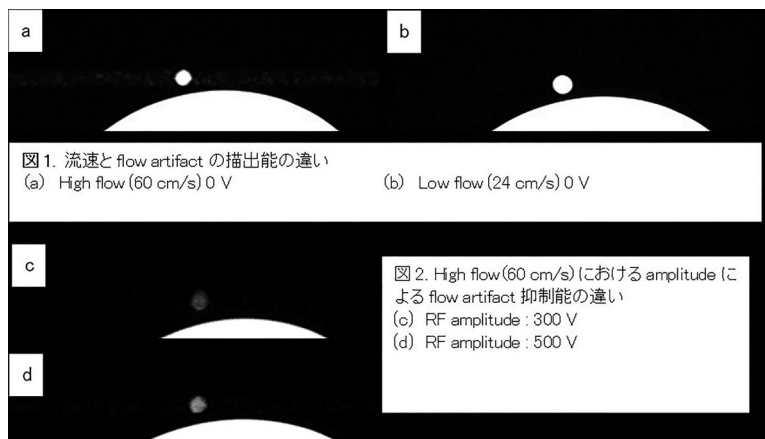 a
b
図1. 流速と flow artifact の描出能の違い
(a) High flow (60 cm/s) 0 V
(b) Low flow (24 cm/s) 0 V
c
図2. High flow (60 cm/s) における amplitude に
よる flow artifact 抑制能の違い
(c) RF amplitude : 300 V
(d) RF amplitude : 500 V
d